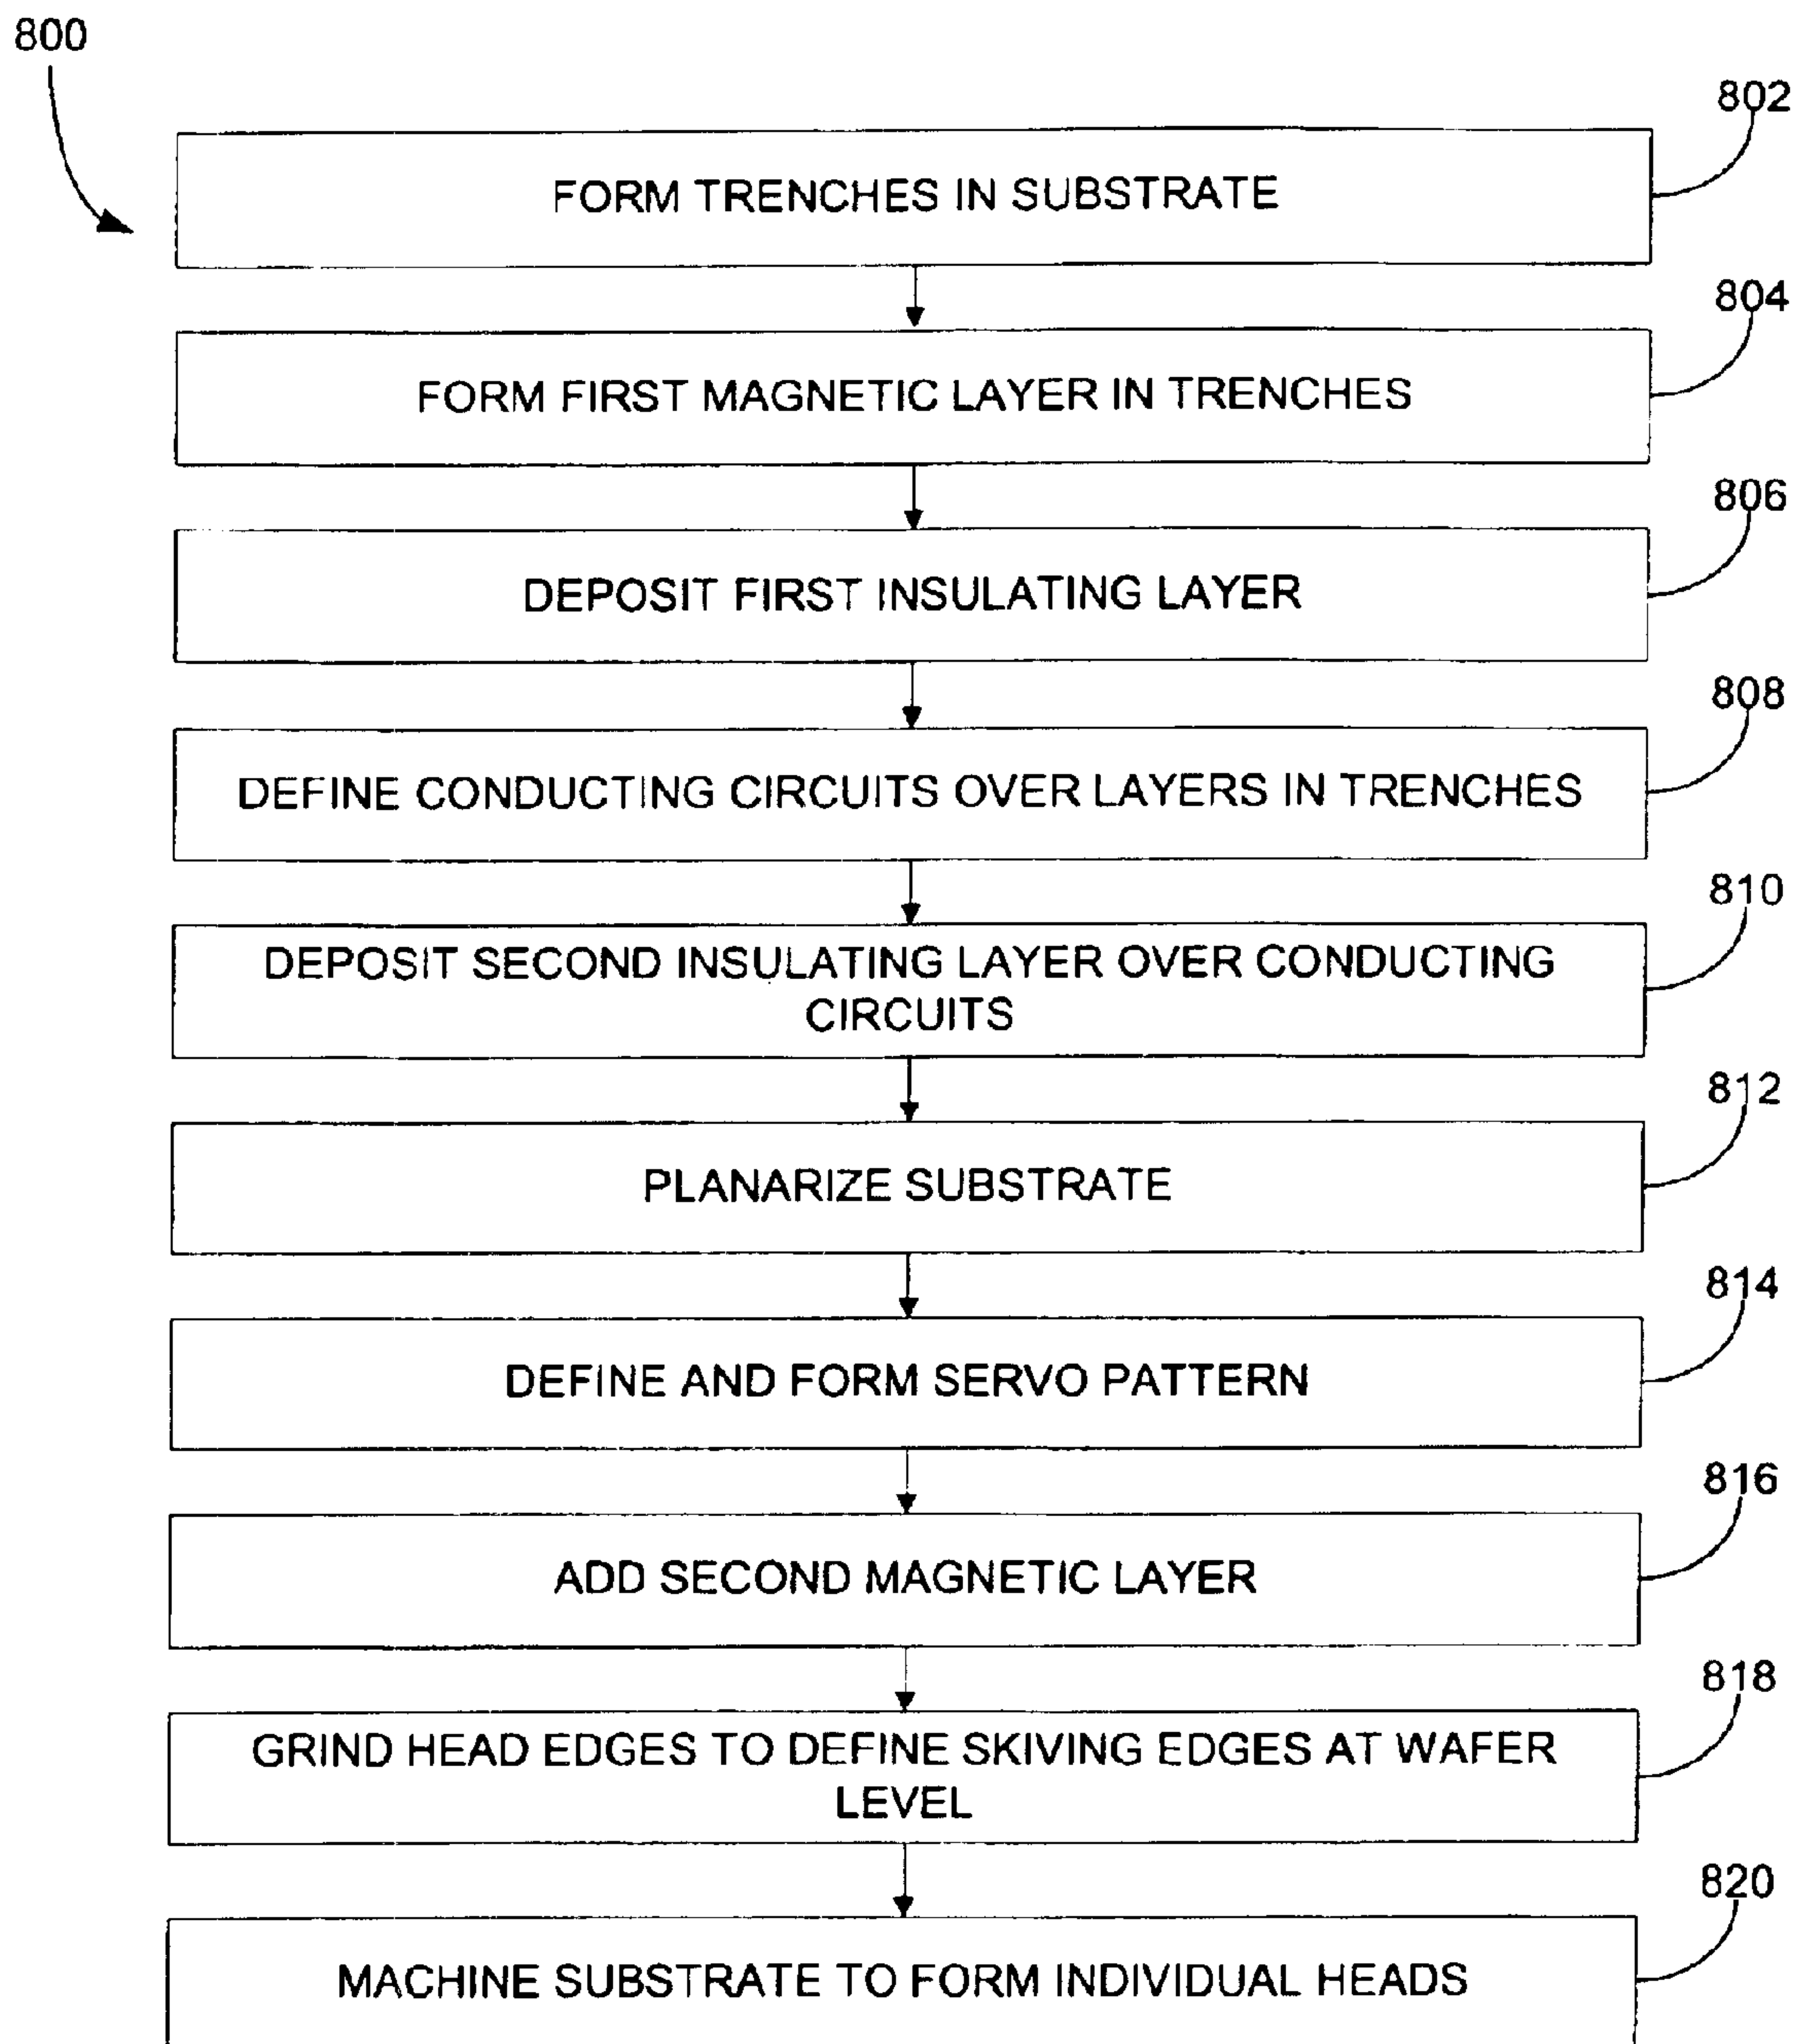 800
802
FORM TRENCHES IN SUBSTRATE
804
FORM FIRST MAGNETIC LAYER IN TRENCHES
806
DEPOSIT FIRST INSULATING LAYER
808
DEFINE CONDUCTING CIRCUITS OVER LAYERS IN TRENCHES
810
DEPOSIT SECOND INSULATING LAYER OVER CONDUCTING
CIRCUITS
812
PLANARIZE SUBSTRATE
814
DEFINE AND FORM SERVO PATTERN
816
ADD SECOND MAGNETIC LAYER
818
GRIND HEAD EDGES TO DEFINE SKIVING EDGES AT WAFER
LEVEL
820
MACHINE SUBSTRATE TO FORM INDIVIDUAL HEADS